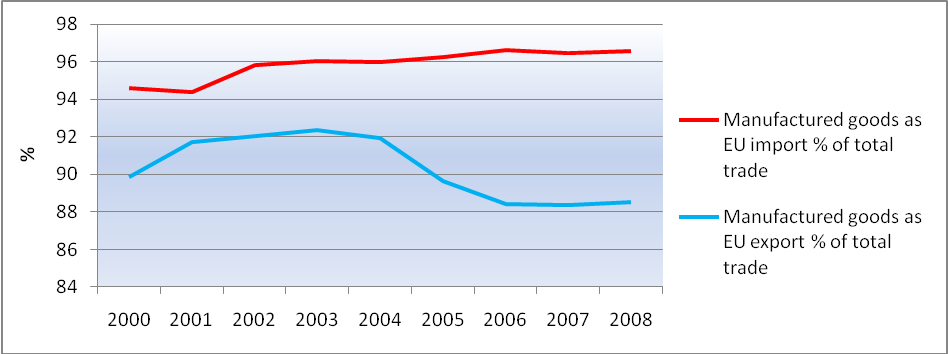 98
96
94
92
90
88
86
84
%
2000 2001 2002 2003 2004 2005 2006 2007 2008
Manufactured goods as
EU import % of total
trade
Manufactured goods as
EU export % of total
trade